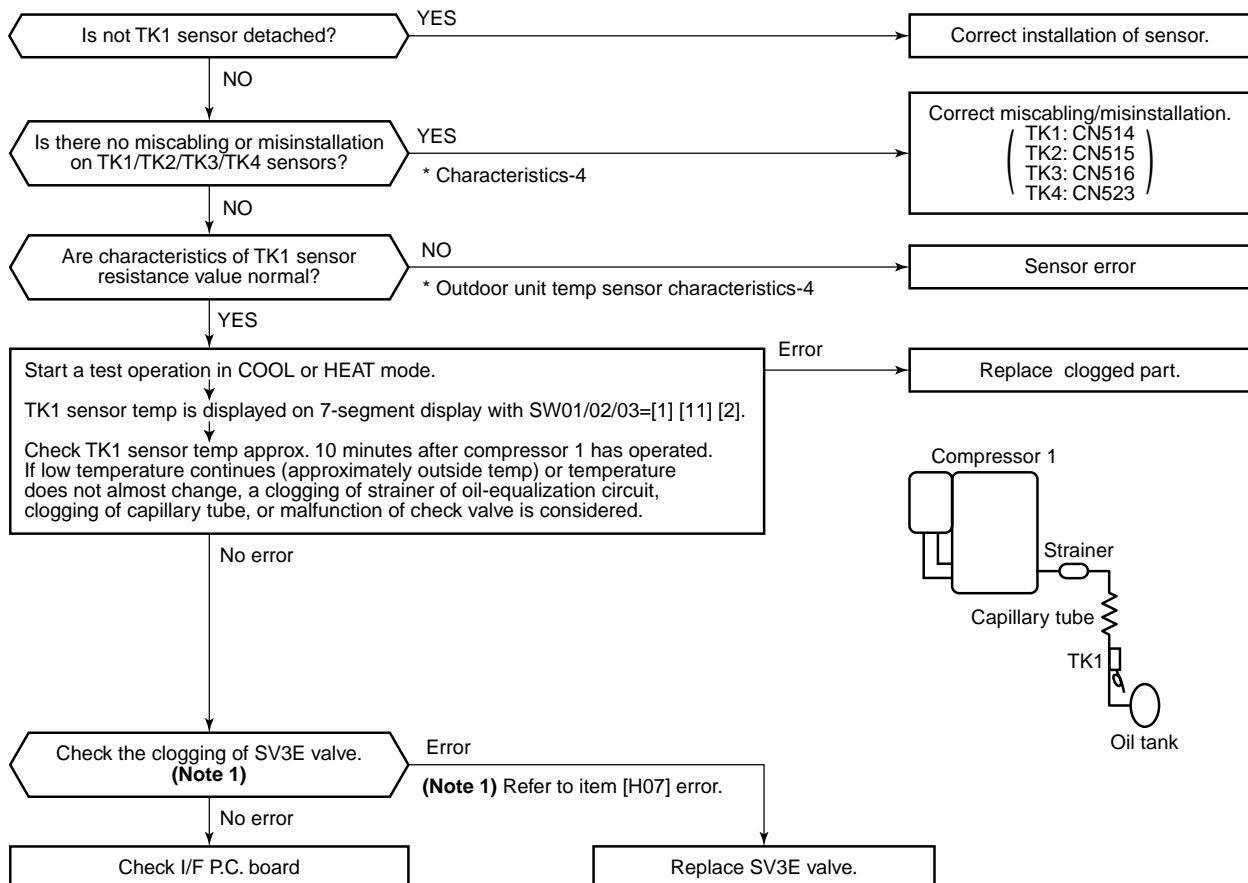 Is not TK1 sensor detached?
YES
Correct installation of sensor.
NO
Is there no miscabling or misinstallation
on TK1/TK2/TK3/TK4 sensors?
YES
* Characteristics-4
Correct miscabling/misinstallation.
TK1: CN514
TK2: CN515
TK3: CN516
TK4: CN523
NO
Are characteristics of TK1 sensor
resistance value normal?
NO
* Outdoor unit temp sensor characteristics-4
Sensor error
YES
Start a test operation in COOL or HEAT mode.
TK1 sensor temp is displayed on 7-segment display with SW01/02/03=[1] [11] [2].
Check TK1 sensor temp approx. 10 minutes after compressor 1 has operated.
If low temperature continues (approximately outside temp) or temperature
does not almost change, a clogging of strainer of oil-equalization circuit,
clogging of capillary tube, or malfunction of check valve is considered.
Error
Replace clogged part.
Compressor 1
Strainer
Capillary tube
TK1
Oil tank
No error
Check the clogging of SV3E valve.
(Note 1)
Error
(Note 1) Refer to item [H07] error.
No error
Check I/F P.C. board
Replace SV3E valve.